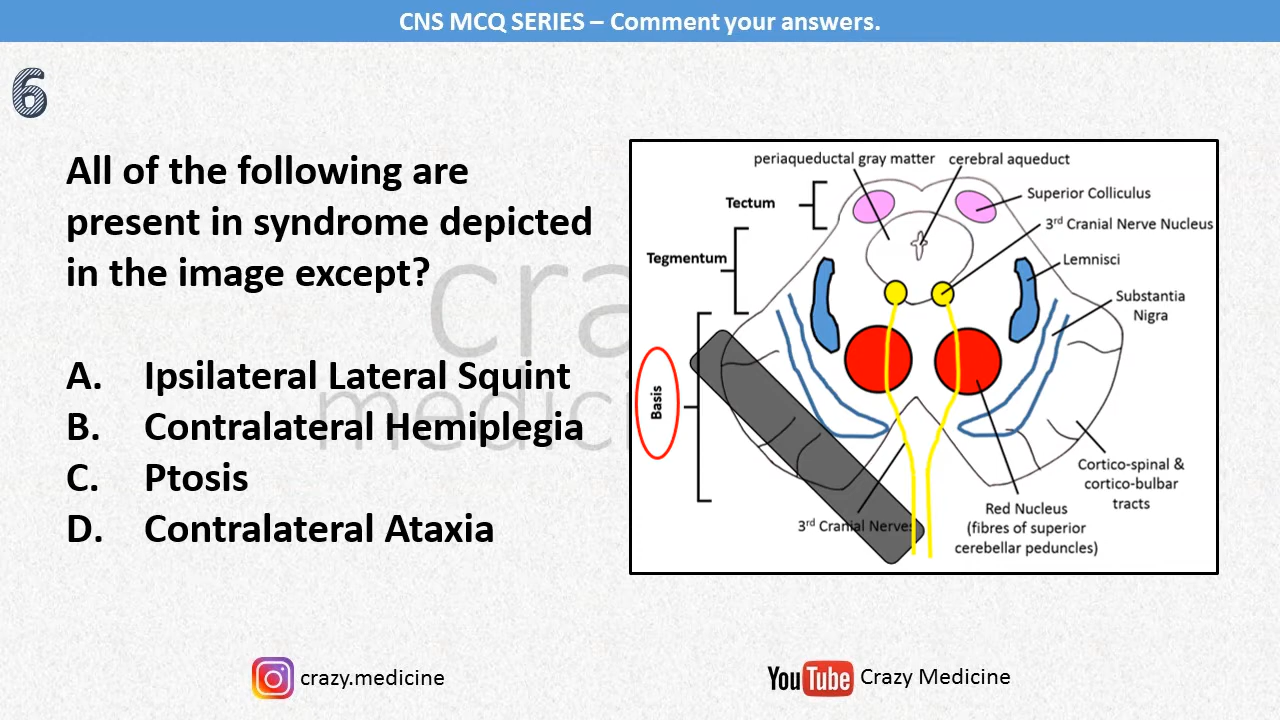 CNS MCQ SERIES – Comment your answers.
6
All of the following are
present in syndrome depicted
in the image except?
A. Ipsilateral Lateral Squint
B. Contralateral Hemiplegia
C. Ptosis
D. Contralateral Ataxia
periaqueductal gray matter
cerebral aqueduct
Tectum
Superior Colliculus
3rd Cranial Nerve Nucleus
Tegmentum
Lemnisci
Substantia
Nigra
Basis
Cortico-spinal &
cortico-bulbar
tracts
Red Nucleus
(fibres of superior
cerebellar peduncles)
3rd Cranial Nerves
cra
medici
crazy.medicine
YouTube Crazy Medicine